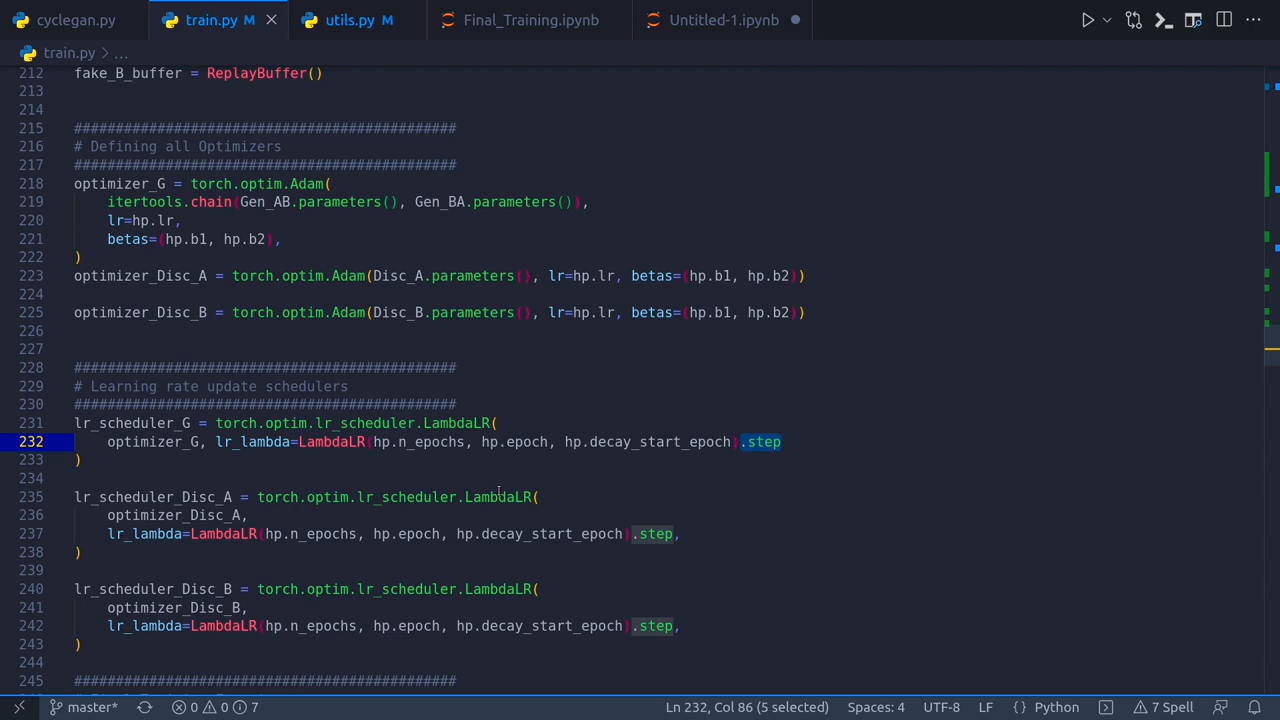 cyclegan.py
train.py M
utils.py M
Final_Training.ipynb
Untitled-1.ipynb
train.py > ...
212 fake_B_buffer = ReplayBuffer()
213
214
215 ##############################################
216 # Defining all Optimizers
217 ##############################################
218 optimizer_G = torch.optim.Adam(
219     itertools.chain(Gen_AB.parameters(), Gen_BA.parameters()),
220     lr=hp.lr,
221     betas=(hp.b1, hp.b2),
222 )
223 optimizer_Disc_A = torch.optim.Adam(Disc_A.parameters(), lr=hp.lr, betas=(hp.b1, hp.b2))
224
225 optimizer_Disc_B = torch.optim.Adam(Disc_B.parameters(), lr=hp.lr, betas=(hp.b1, hp.b2))
226
227
228 ##############################################
229 # Learning rate update schedulers
230 ##############################################
231 lr_scheduler_G = torch.optim.lr_scheduler.LambdaLR(
232     optimizer_G, lr_lambda=LambdaLR(hp.n_epochs, hp.epoch, hp.decay_start_epoch).step
233 )
234
235 lr_scheduler_Disc_A = torch.optim.lr_scheduler.LambdaLR(
236     optimizer_Disc_A,
237     lr_lambda=LambdaLR(hp.n_epochs, hp.epoch, hp.decay_start_epoch).step,
238 )
239
240 lr_scheduler_Disc_B = torch.optim.lr_scheduler.LambdaLR(
241     optimizer_Disc_B,
242     lr_lambda=LambdaLR(hp.n_epochs, hp.epoch, hp.decay_start_epoch).step,
243 )
244
245 ##############################################
master* 0 0 7 Ln 232, Col 86 (5 selected) Spaces: 4 UTF-8 LF {} Python 7 Spell